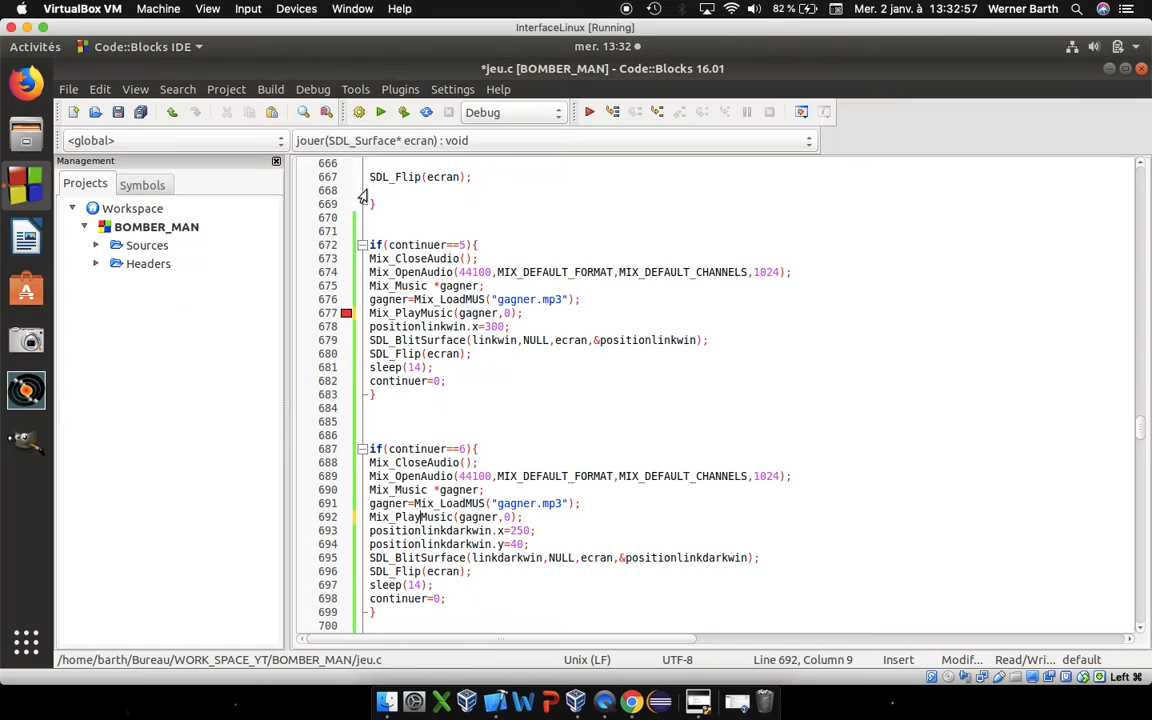 VirtualBox VM Machine View Input Devices Window Help 82 % Mer. 2 janv. à 13:32:57 Werner Barth
InterfaceLinux [Running]
Activités Code::Blocks IDE mer. 13:32
*jeu.c [BOMBER_MAN] - Code::Blocks 16.01
File Edit View Search Project Build Debug Tools Plugins Settings Help
Debug
<global> jouer(SDL_Surface* ecran) : void
Management
Projects Symbols
Workspace
BOMBER_MAN
Sources
Headers
666
667 SDL_Flip(ecran);
668
669 }
670
671
672 if(continuer==5){
673 Mix_CloseAudio();
674 Mix_OpenAudio(44100,MIX_DEFAULT_FORMAT,MIX_DEFAULT_CHANNELS,1024);
675 Mix_Music *gagner;
676 gagner=Mix_LoadMUS("gagner.mp3");
677 Mix_PlayMusic(gagner,0);
678 positionlinkwin.x=300;
679 SDL_BlitSurface(linkwin,NULL,ecran,&positionlinkwin);
680 SDL_Flip(ecran);
681 sleep(14);
682 continuer=0;
683 }
684
685
686
687 if(continuer==6){
688 Mix_CloseAudio();
689 Mix_OpenAudio(44100,MIX_DEFAULT_FORMAT,MIX_DEFAULT_CHANNELS,1024);
690 Mix_Music *gagner;
691 gagner=Mix_LoadMUS("gagner.mp3");
692 Mix_PlayMusic(gagner,0);
693 positionlinkdarkwin.x=250;
694 positionlinkdarkwin.y=40;
695 SDL_BlitSurface(linkdarkwin,NULL,ecran,&positionlinkdarkwin);
696 SDL_Flip(ecran);
697 sleep(14);
698 continuer=0;
699 }
700
/home/barth/Bureau/WORK_SPACE_YT/BOMBER_MAN/jeu.c Unix (LF) UTF-8 Line 692, Column 9 Insert Modif... Read/Wri... default
Left ⌘